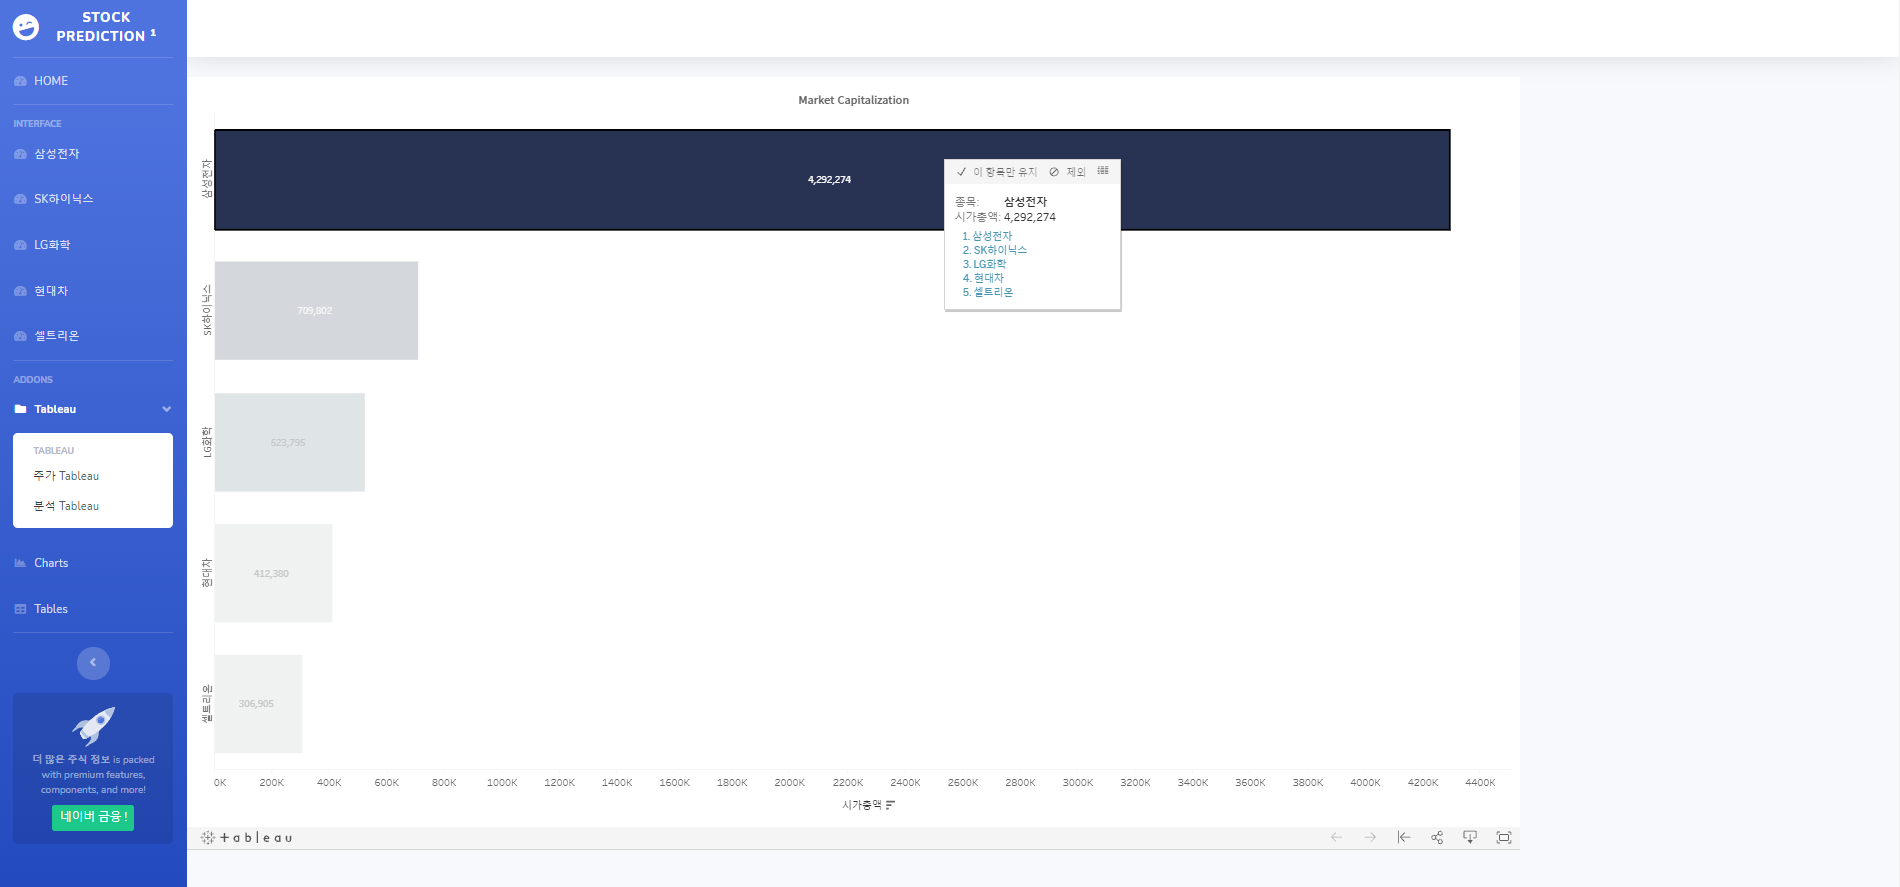 STOCK
PREDICTION 1
HOME
INTERFACE
삼성전자
SK하이닉스
LG화학
현대차
셀트리온
ADDONS
Tableau
TABLEAU
주가 Tableau
분석 Tableau
Charts
Tables
더 많은 주식 정보 is packed
with premium features,
components, and more!
네이버 금융 !
Market Capitalization
삼성전자
4,292,274
이 항목만 유지 제외
종목: 삼성전자
시가총액: 4,292,274
1. 삼성전자
2. SK하이닉스
3. LG화학
4. 현대차
5. 셀트리온
SK하이닉스
709,802
LG화학
523,795
현대차
412,380
셀트리온
306,905
0K 200K 400K 600K 800K 1000K 1200K 1400K 1600K 1800K 2000K 2200K 2400K 2600K 2800K 3000K 3200K 3400K 3600K 3800K 4000K 4200K 4400K
시가총액
+ableau